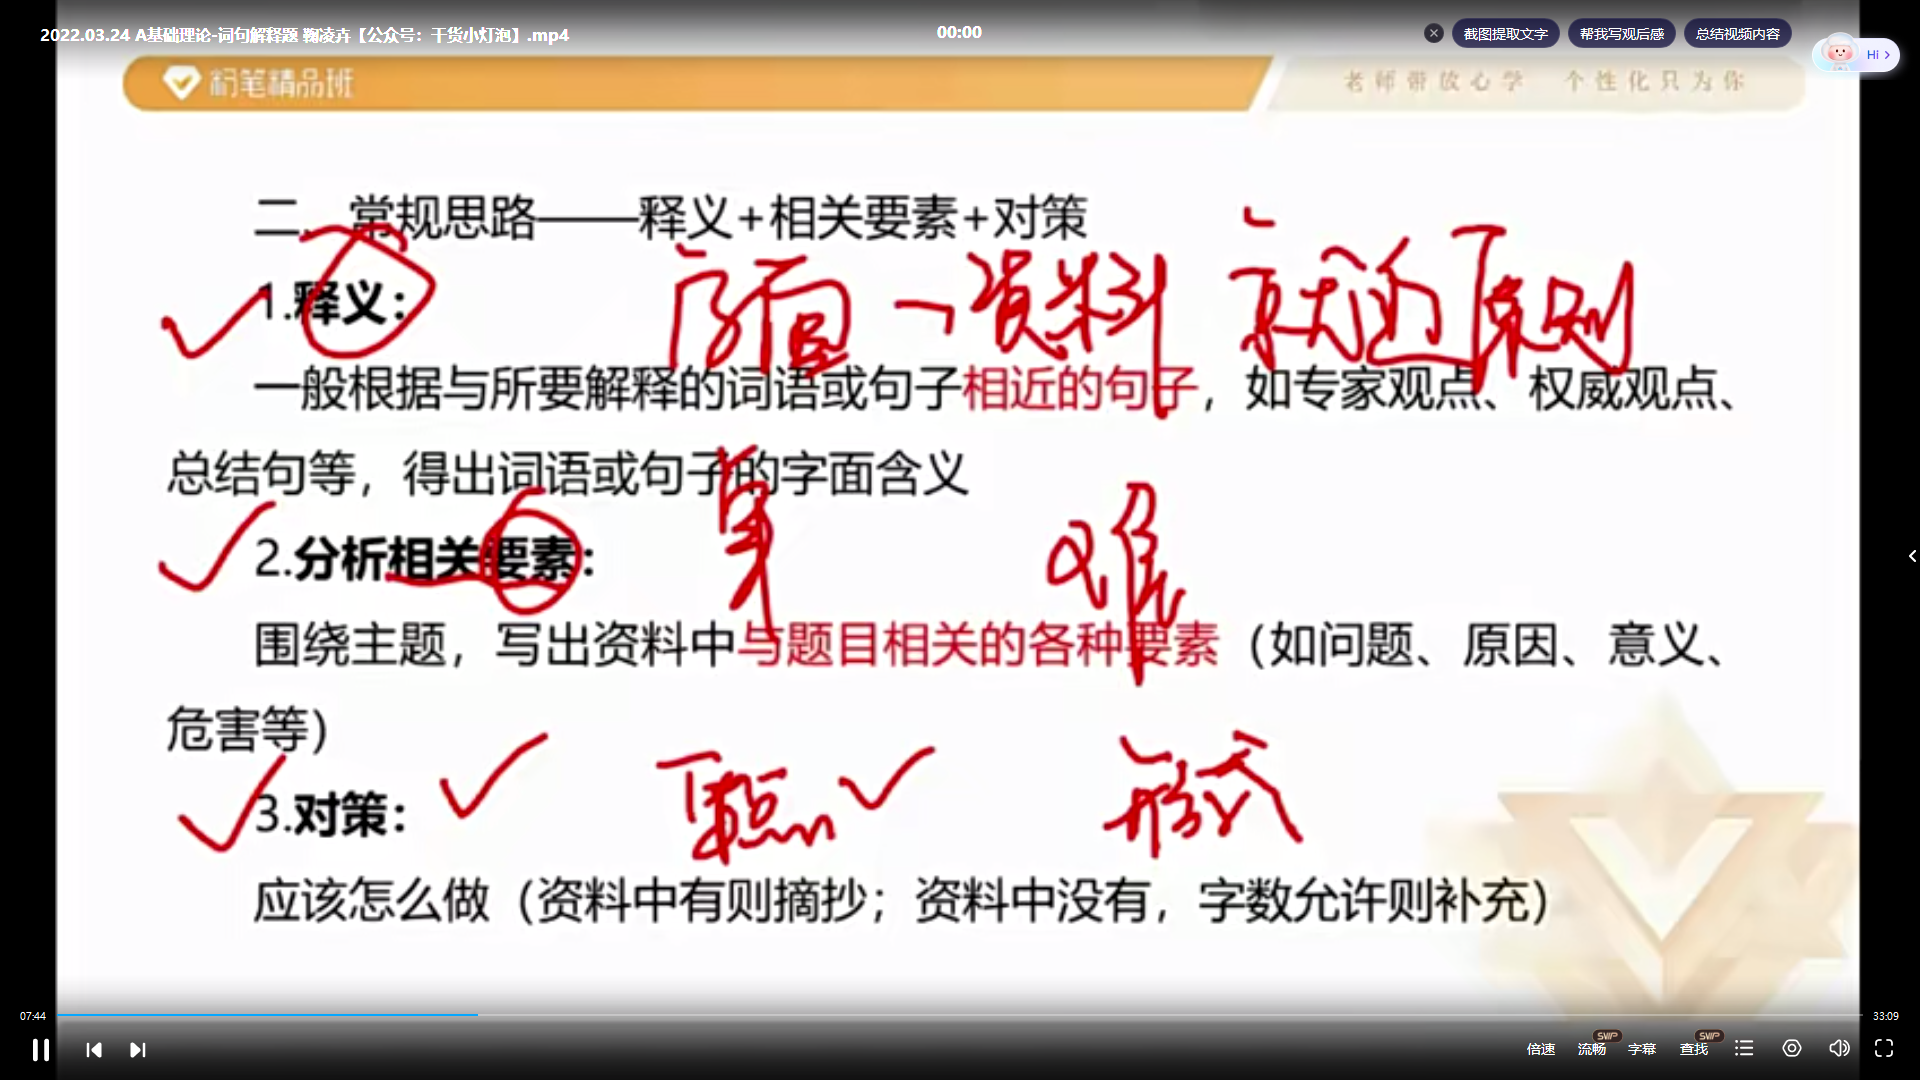 2022.03.24 A基础理论-词句解释题 鞠凌卉【公众号：干货小灯泡】.mp4
00:00
截图提取文字
帮我写观后感
总结视频内容
Hi >
粉笔精品班
老师带放心学 个性化只为你
二、常规思路——释义+相关要素+对策
1.释义：
字面 一 资料 就近原则
一般根据与所要解释的词语或句子相近的句子，如专家观点、权威观点、
总结句等，得出词语或句子的字面含义
2.分析相关要素：
难
围绕主题，写出资料中与题目相关的各种要素（如问题、原因、意义、
危害等）
3.对策：
形式
应该怎么做（资料中有则摘抄；资料中没有，字数允许则补充）
07:44
33:09
倍速
流畅
SVIP
字幕
查找
SVIP